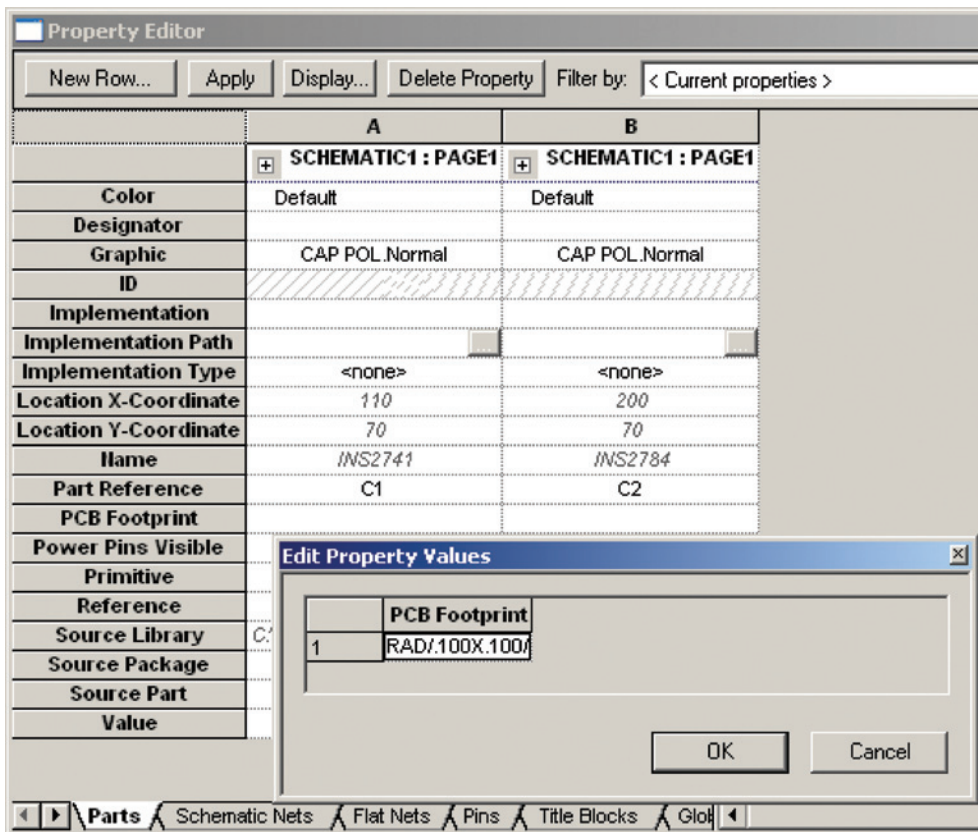 Property Editor
New Row... Apply Display... Delete Property Filter by: < Current properties >
A B
SCHEMATIC1 : PAGE1 SCHEMATIC1 : PAGE1
Color Default Default
Designator
Graphic CAP POL.Normal CAP POL.Normal
ID
Implementation
Implementation Path ... ...
Implementation Type <none> <none>
Location X-Coordinate 110 200
Location Y-Coordinate 70 70
Name INS2741 INS2784
Part Reference C1 C2
PCB Footprint
Power Pins Visible
Primitive
Reference
Source Library
Source Package
Source Part
Value
Edit Property Values
PCB Footprint
1 RAD/.100X.100/
OK Cancel
Parts Schematic Nets Flat Nets Pins Title Blocks